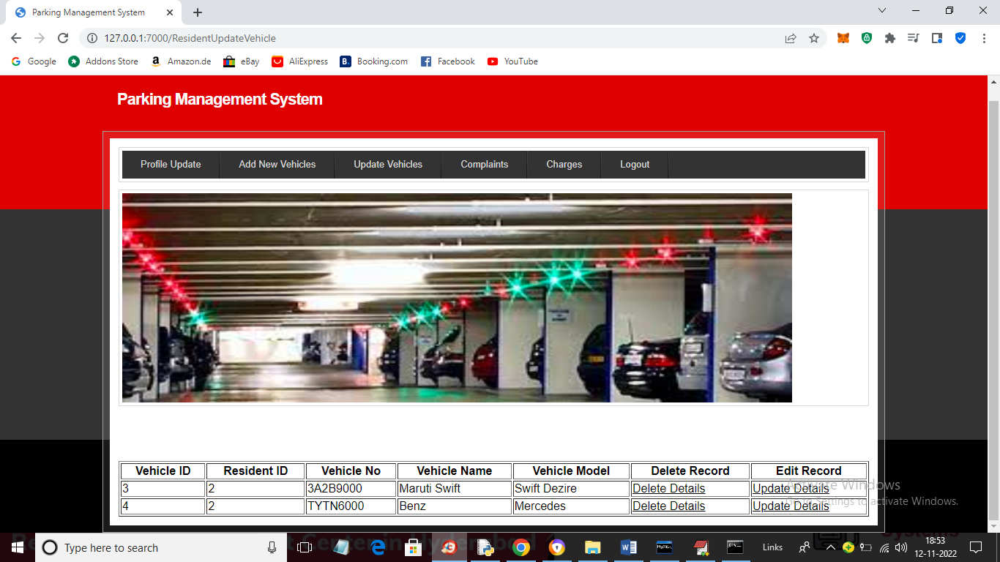 Parking Management System
127.0.0.1:7000/ResidentUpdateVehicle
Google Addons Store Amazon.de eBay AliExpress Booking.com Facebook YouTube
Parking Management System
Profile Update Add New Vehicles Update Vehicles Complaints Charges Logout
Vehicle ID Resident ID Vehicle No Vehicle Name Vehicle Model Delete Record Edit Record
3 2 3A2B9000 Maruti Swift Swift Dezire Delete Details Update Details
4 2 TYTN6000 Benz Mercedes Delete Details Update Details
Activate Windows
Go to Settings to activate Windows.
Type here to search Links 18:53
12-11-2022